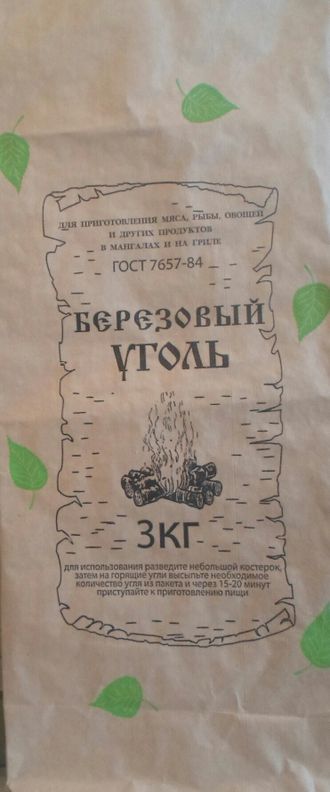 ДЛЯ ПРИГОТОВЛЕНИЯ МЯСА, РЫБЫ, ОВОЩЕЙ
И ДРУГИХ ПРОДУКТОВ
В МАНГАЛАХ И НА ГРИЛЕ
ГОСТ 7657-84
БЕРЕЗОВЫЙ
УГОЛЬ
3КГ
для использования разведите небольшой костерок,
затем на горящие угли высыпьте необходимое
количество угля из пакета и через 15-20 минут
приступайте к приготовлению пищи